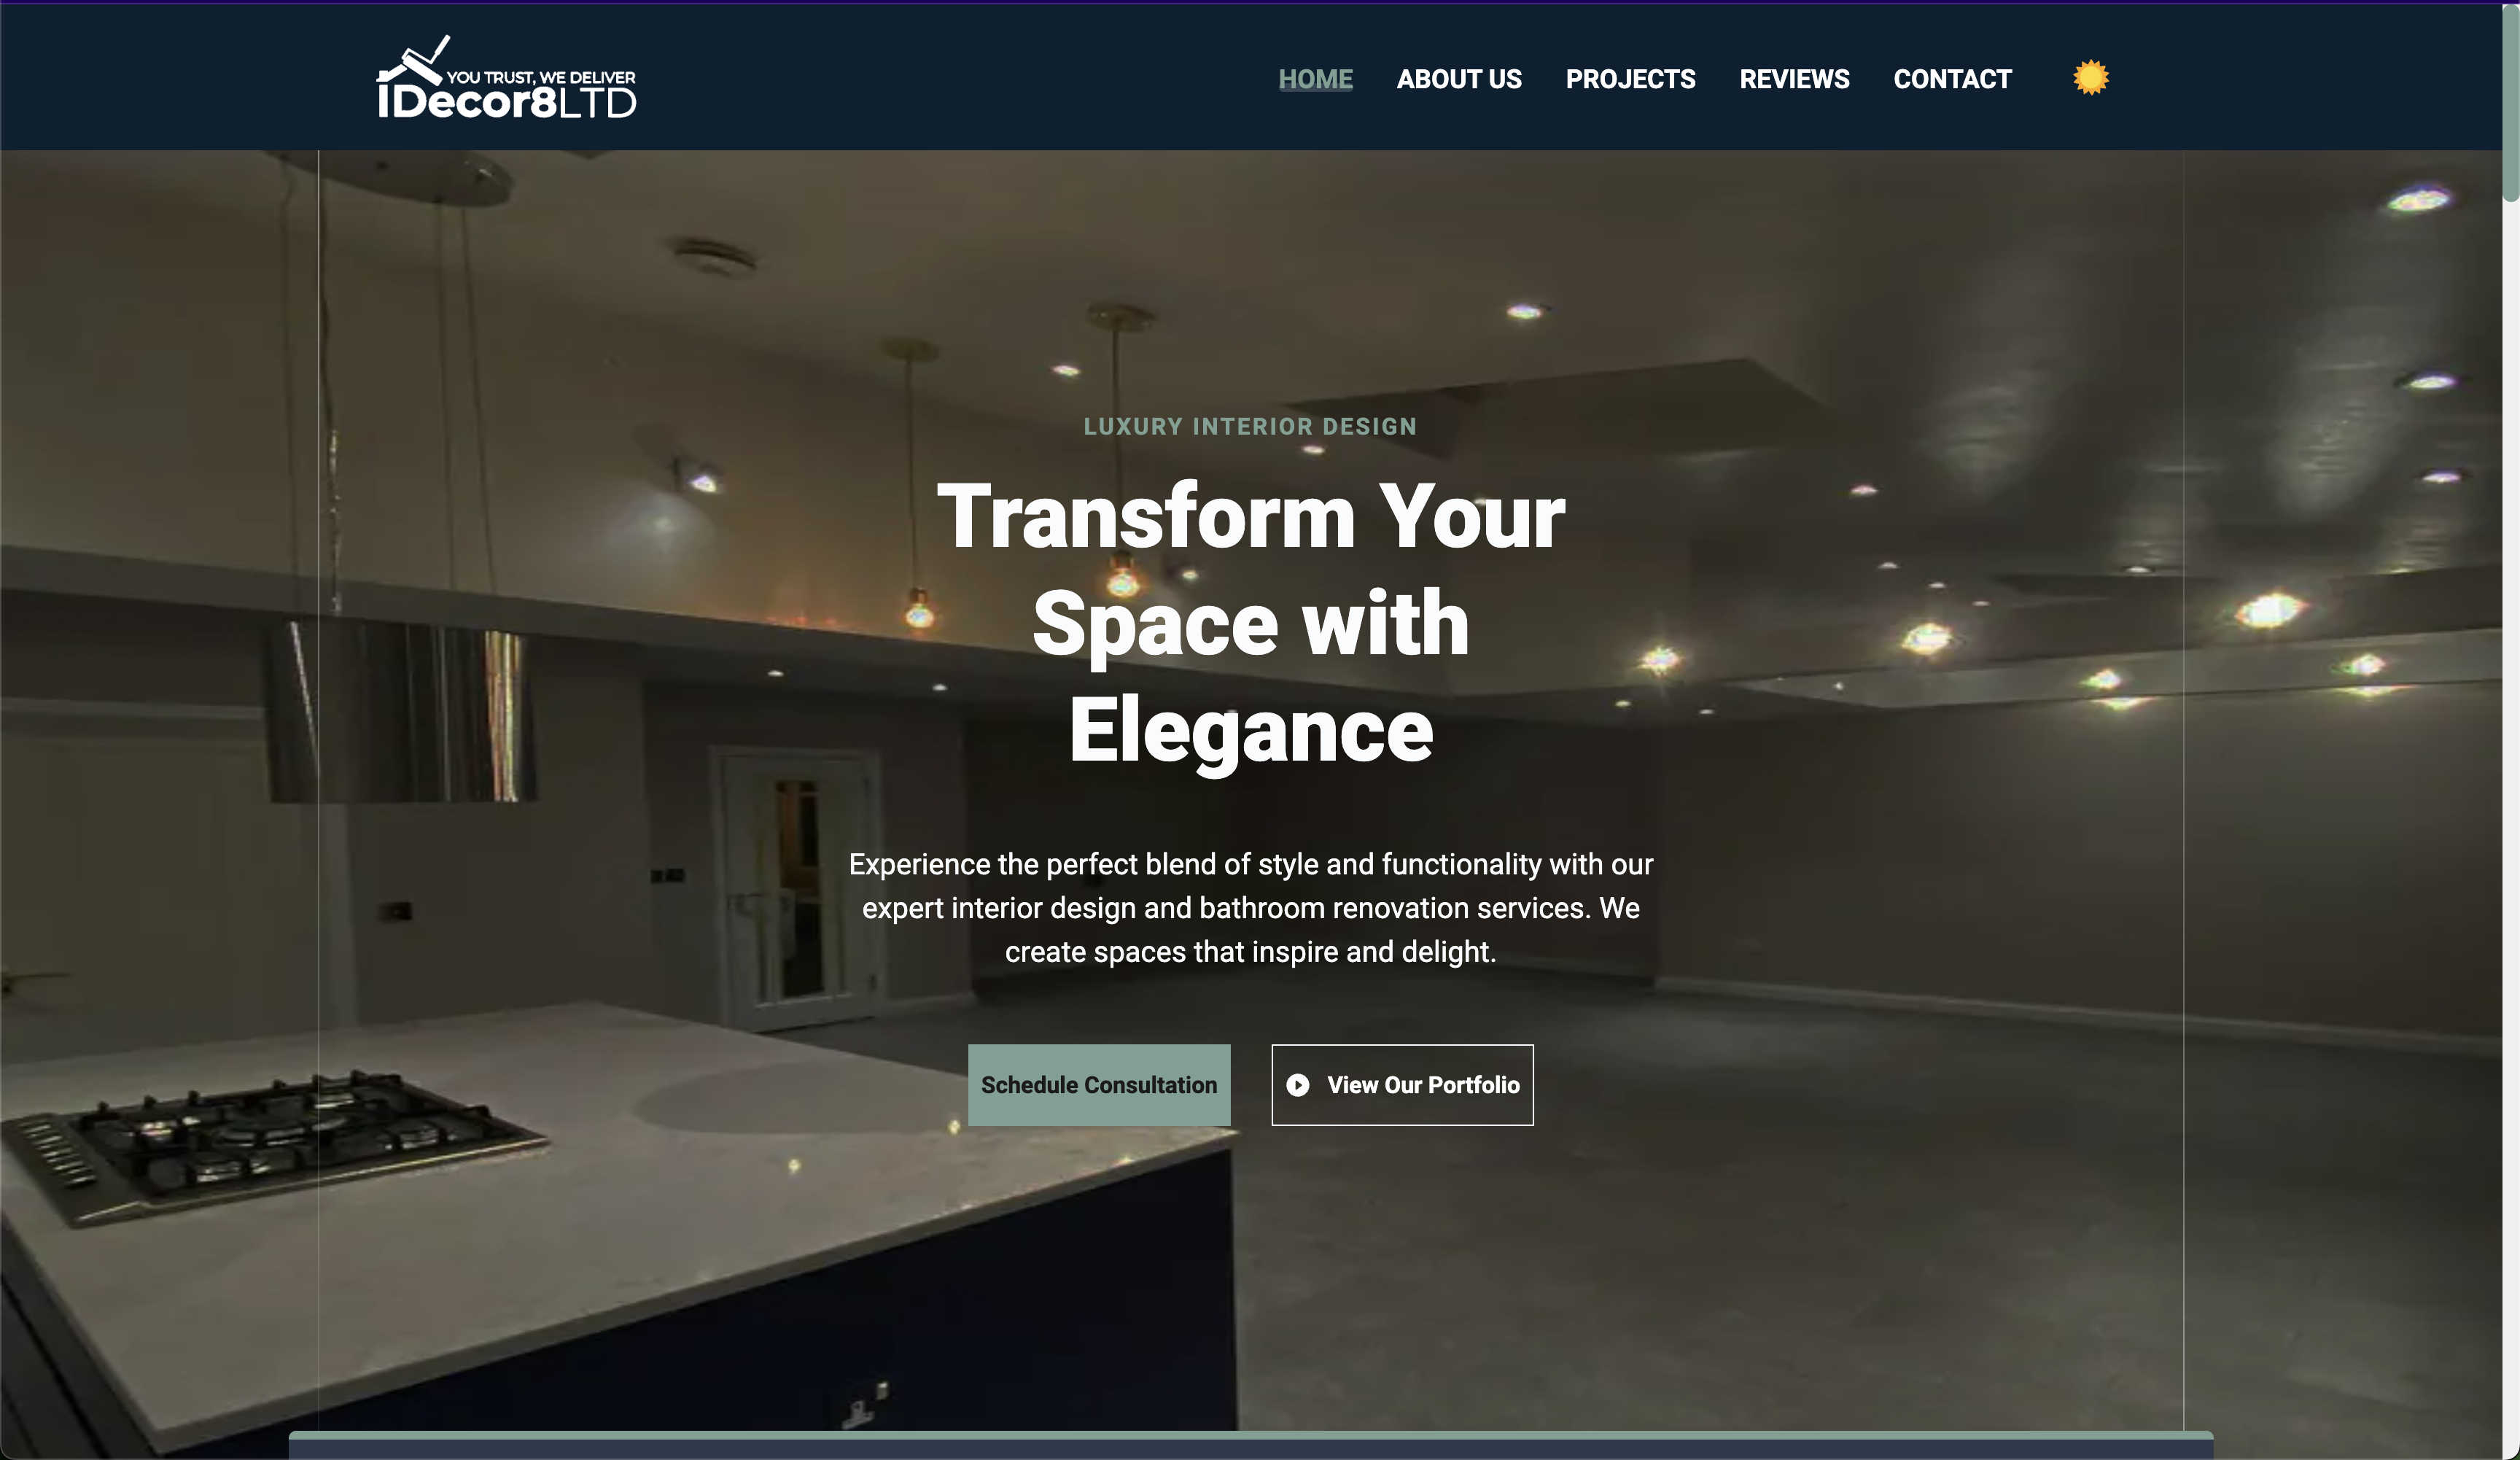 YOU TRUST, WE DELIVER
IDecor8LTD
HOME
ABOUT US
PROJECTS
REVIEWS
CONTACT
LUXURY INTERIOR DESIGN
Transform Your
Space with
Elegance
Experience the perfect blend of style and functionality with our
expert interior design and bathroom renovation services. We
create spaces that inspire and delight.
Schedule Consultation
View Our Portfolio